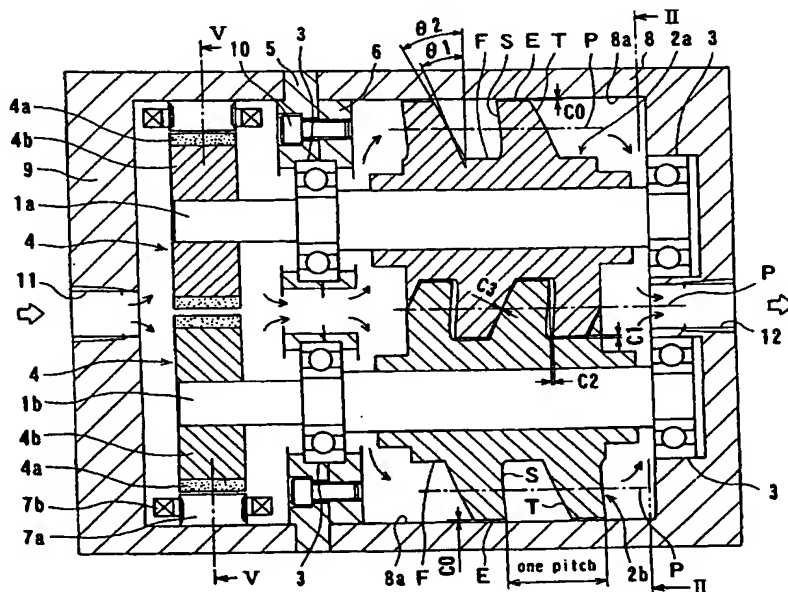 θ2
θ1
V
10
5
3
6
F
S
E
T
P
8a
8
II
2a
3
4a
4b
9
1a
4
11
C0
C3
P
C1
12
C2
4
1b
4b
4a
7b
7a
V
3
8a
F
C0
E
S
T
one pitch
2b
P
II
3